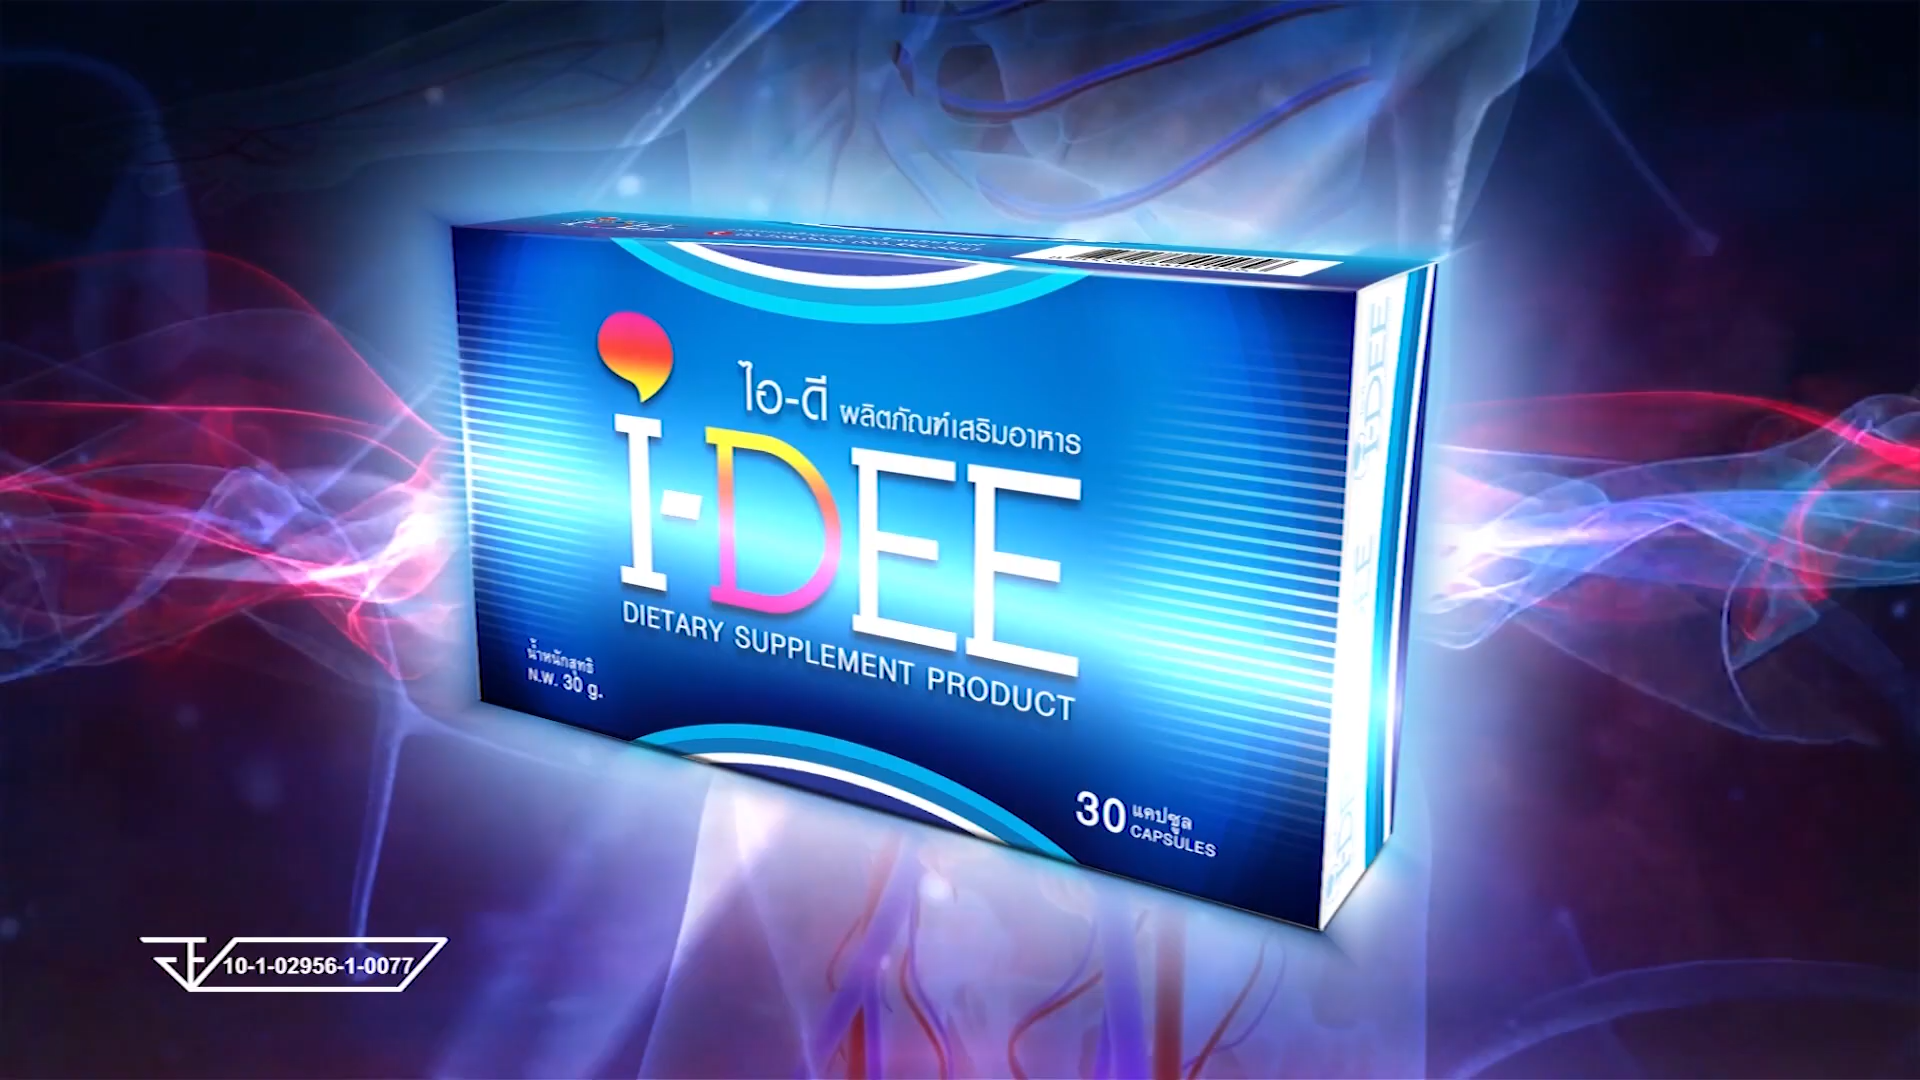 ไอ-ดี ผลิตภัณฑ์เสริมอาหาร
i-DEE
DIETARY SUPPLEMENT PRODUCT
น้ำหนักสุทธิ
N.W. 30 g.
30 แคปซูล
CAPSULES
i-DEE
10-1-02956-1-0077